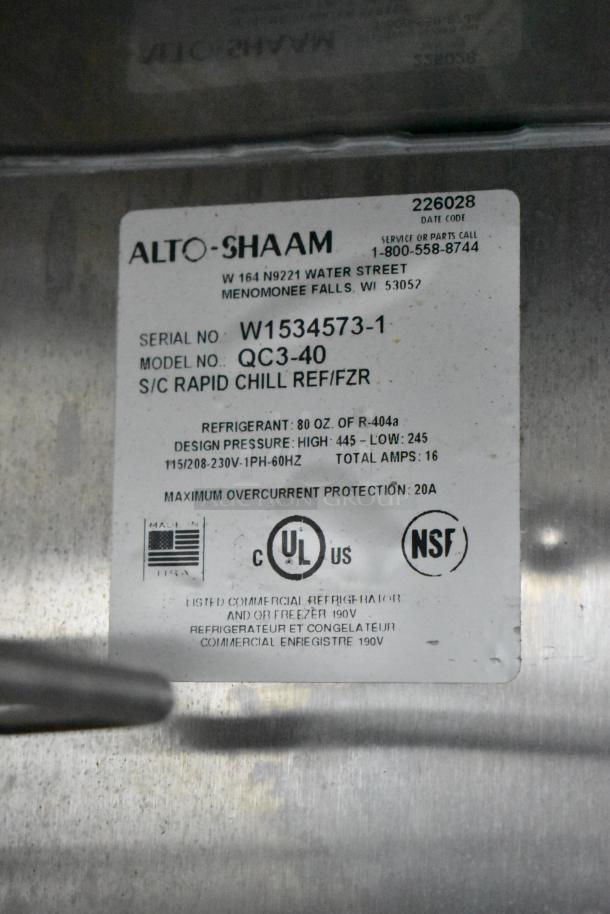 226028
DATE CODE
ALTO-SHAAM
SERVICE OR PARTS CALL
1-800-558-8744
W 164 N9221 WATER STREET
MENOMONEE FALLS, WI 53052
SERIAL NO.: W1534573-1
MODEL NO.: QC3-40
S/C RAPID CHILL REF/FZR
REFRIGERANT: 80 OZ. OF R-404a
DESIGN PRESSURE: HIGH: 445 - LOW: 245
115/208-230V-1PH-60HZ TOTAL AMPS: 16
MAXIMUM OVERCURRENT PROTECTION: 20A
AUCTION GROUP
MADE IN
USA
C UL US
NSF
LISTED COMMERCIAL REFRIGERATOR
AND OR FREEZER 190V
REFRIGERATEUR ET CONGELATEUR
COMMERCIAL ENREGISTRE 190V